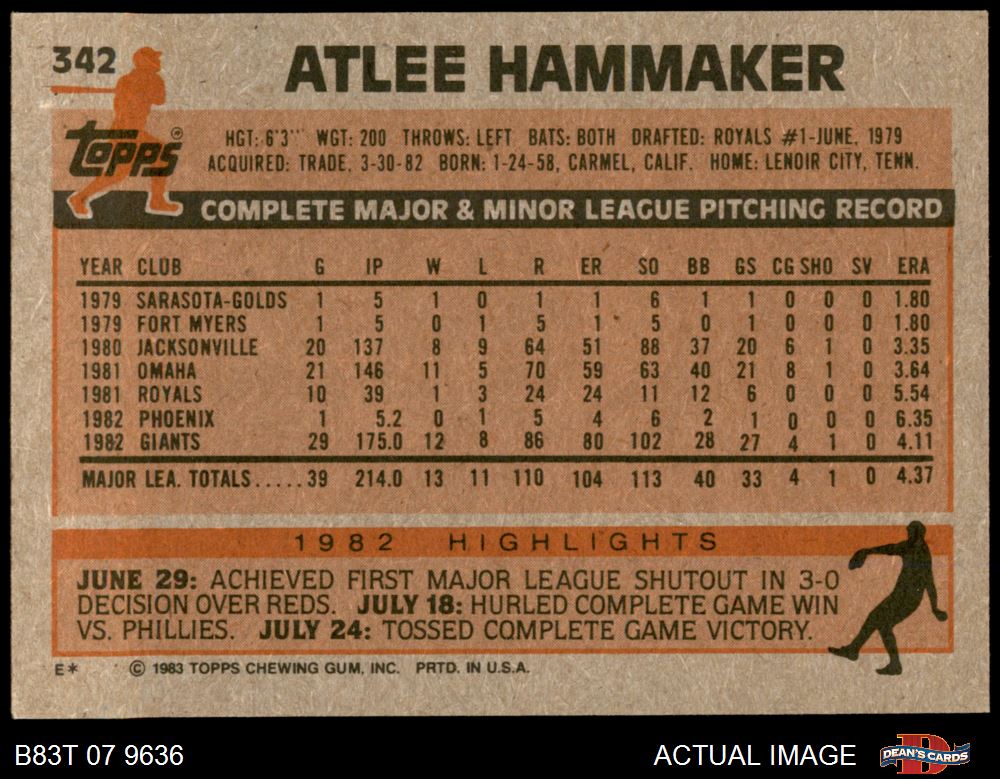 342
ATLEE HAMMAKER
topps®
HGT: 6'3" WGT: 200 THROWS: LEFT BATS: BOTH DRAFTED: ROYALS #1-JUNE, 1979
ACQUIRED: TRADE, 3-30-82 BORN: 1-24-58, CARMEL, CALIF. HOME: LENOIR CITY, TENN.
COMPLETE MAJOR & MINOR LEAGUE PITCHING RECORD
YEAR CLUB G IP W L R ER SO BB GS CG SHO SV ERA
1979 SARASOTA-GOLDS 1 5 1 0 1 1 6 1 1 0 0 0 1.80
1979 FORT MYERS 1 5 0 1 5 1 5 0 1 0 0 0 1.80
1980 JACKSONVILLE 20 137 8 9 64 51 88 37 20 6 1 0 3.35
1981 OMAHA 21 146 11 5 70 59 63 40 21 8 1 0 3.64
1981 ROYALS 10 39 1 3 24 24 11 12 6 0 0 0 5.54
1982 PHOENIX 1 5.2 0 1 5 4 6 2 1 0 0 0 6.35
1982 GIANTS 29 175.0 12 8 86 80 102 28 27 4 1 0 4.11
MAJOR LEA. TOTALS.....39 214.0 13 11 110 104 113 40 33 4 1 0 4.37
1982 HIGHLIGHTS
JUNE 29: ACHIEVED FIRST MAJOR LEAGUE SHUTOUT IN 3-0
DECISION OVER REDS. JULY 18: HURLED COMPLETE GAME WIN
VS. PHILLIES. JULY 24: TOSSED COMPLETE GAME VICTORY.
E* © 1983 TOPPS CHEWING GUM, INC. PRTD. IN U.S.A.
B83T 07 9636 ACTUAL IMAGE DEAN'S CARDS